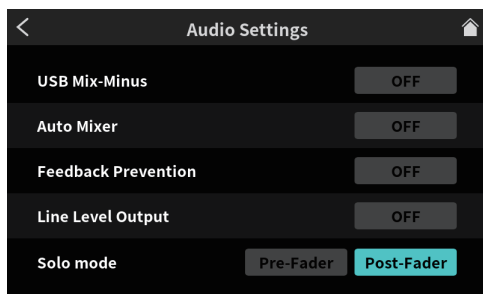 Audio Settings
USB Mix-Minus OFF
Auto Mixer OFF
Feedback Prevention OFF
Line Level Output OFF
Solo mode Pre-Fader Post-Fader